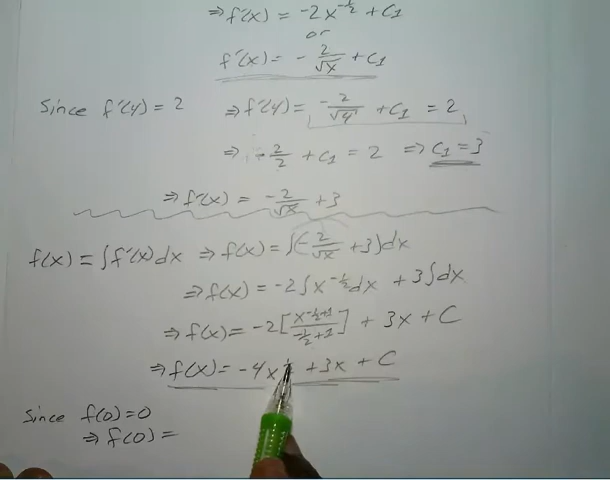 ⇒ f'(x) = -2x^{-1/2} + C₁
or
f'(x) = - 2/√x + C₁
Since f'(4) = 2 ⇒ f'(4) = -2/√4 + C₁ = 2
⇒ -2/2 + C₁ = 2 ⇒ C₁ = 3
⇒ f'(x) = -2/√x + 3
f(x) = ∫f'(x)dx ⇒ f(x) = ∫(-2/√x + 3)dx
⇒ f(x) = -2∫x^{-1/2}dx + 3∫dx
⇒ f(x) = -2[x^{-1/2+1}/(-1/2+1)] + 3x + C
⇒ f(x) = -4x + 3x + C
Since f(0)=0
⇒ f(0) =